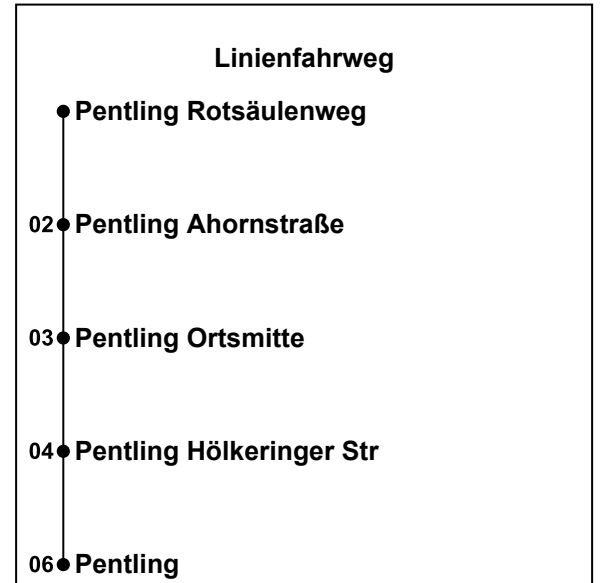 Linienfahrweg
Pentling Rotsäulenweg
02 Pentling Ahornstraße
03 Pentling Ortsmitte
04 Pentling Hölkeringer Str
06 Pentling